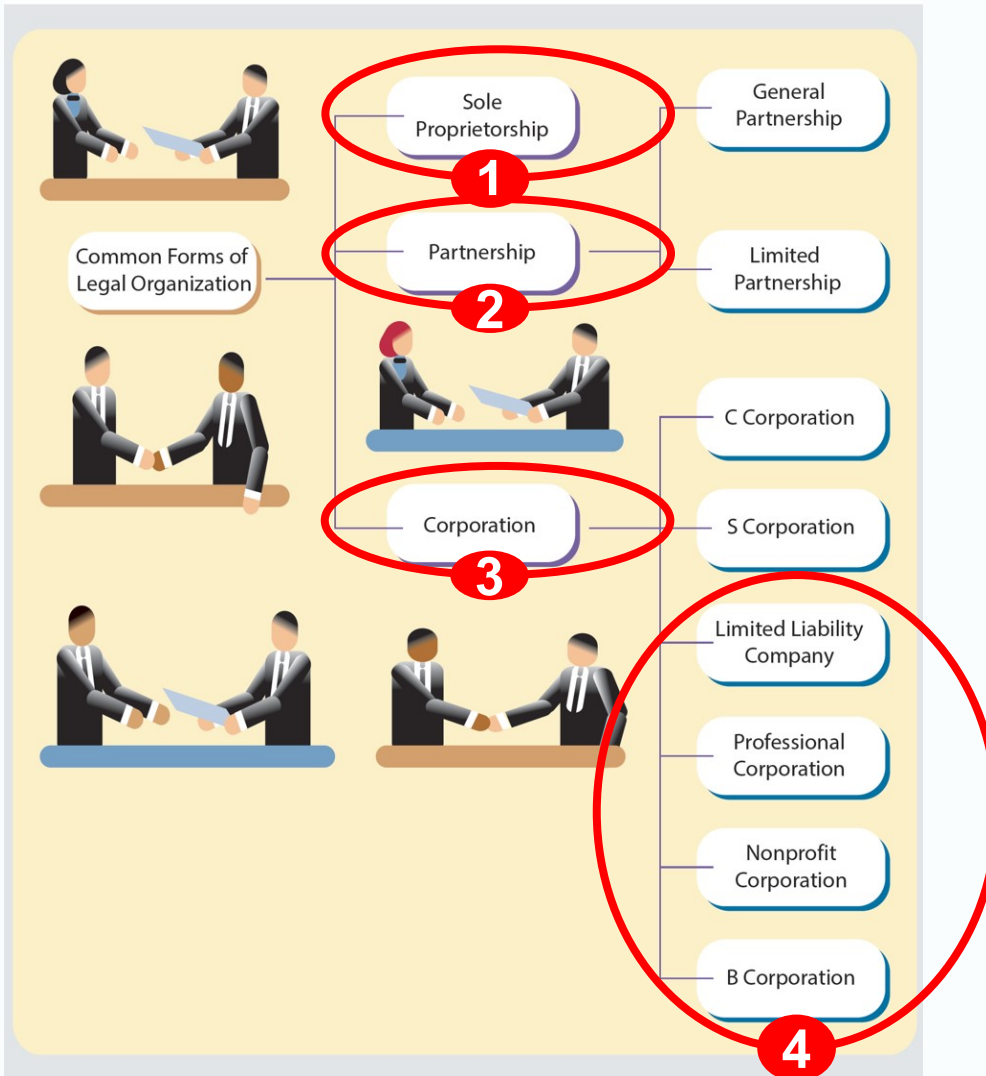 Sole
Proprietorship
1
General
Partnership
Common Forms of
Legal Organization
Partnership
2
Limited
Partnership
C Corporation
Corporation
3
S Corporation
Limited Liability
Company
Professional
Corporation
Nonprofit
Corporation
B Corporation
4